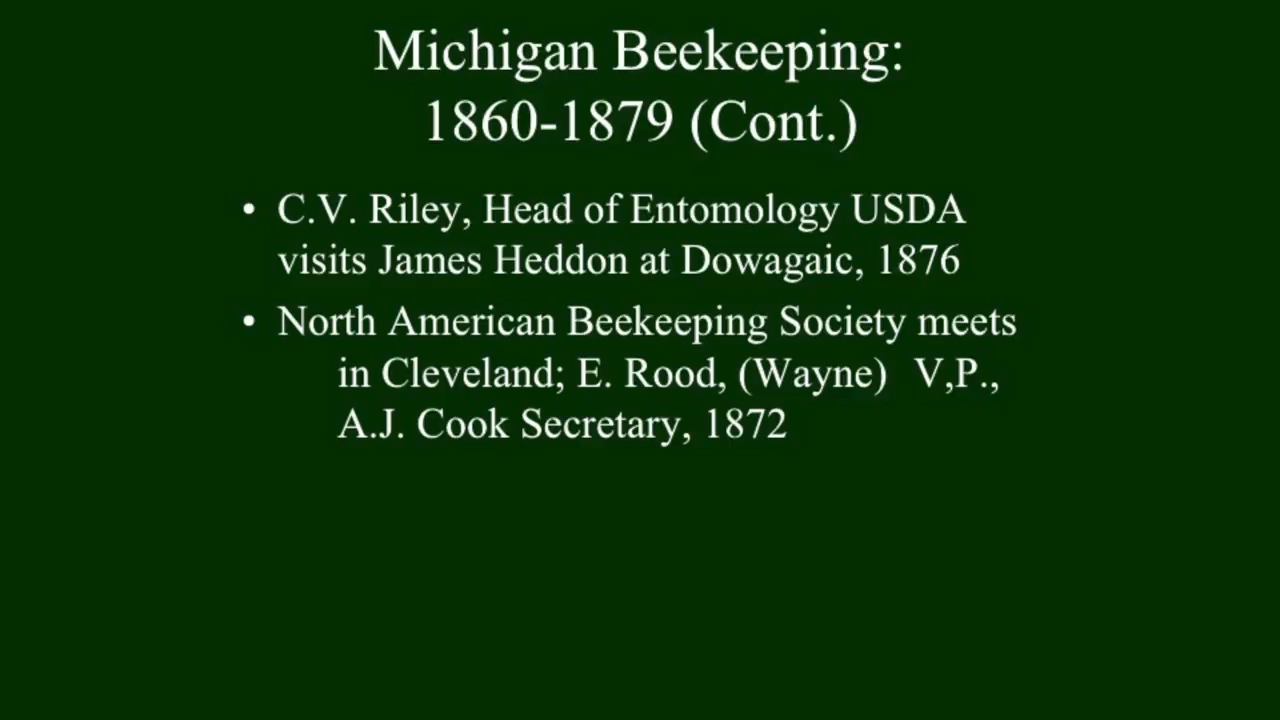 Michigan Beekeeping:
1860-1879 (Cont.)
• C.V. Riley, Head of Entomology USDA
visits James Heddon at Dowagaic, 1876
• North American Beekeeping Society meets
in Cleveland; E. Rood, (Wayne) V,P.,
A.J. Cook Secretary, 1872